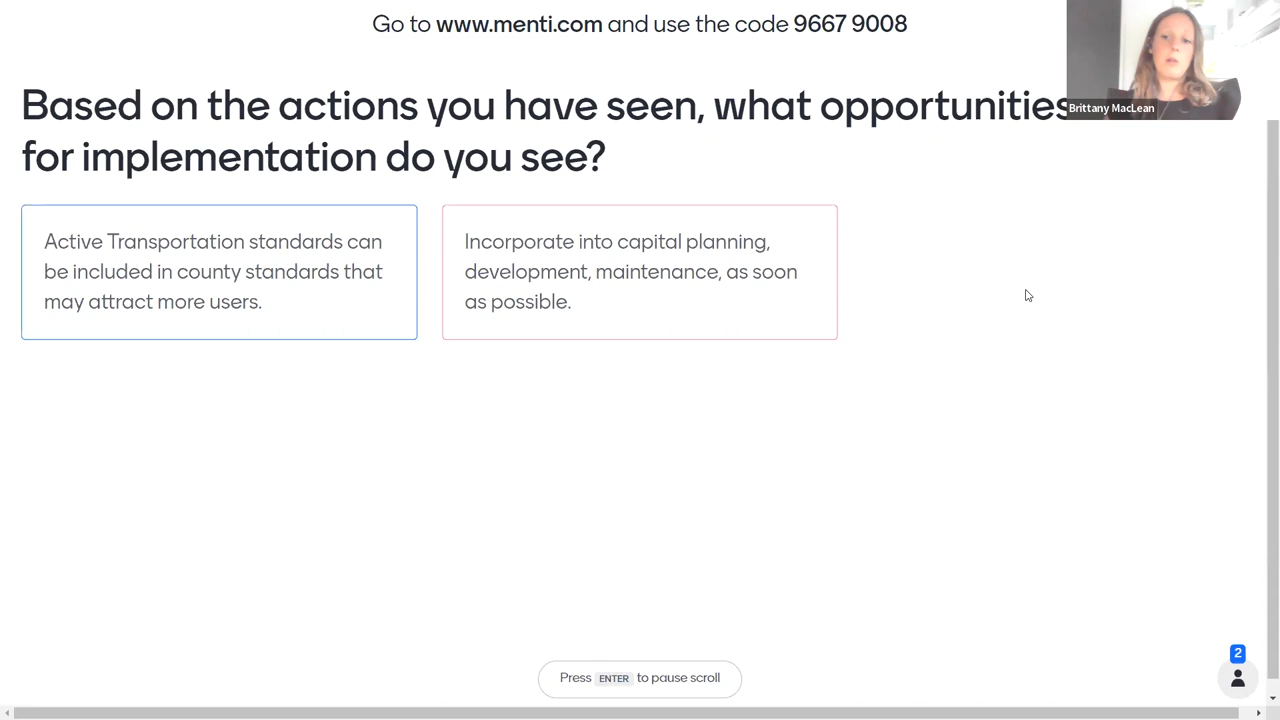 Go to www.menti.com and use the code 9667 9008
Brittany MacLean
Based on the actions you have seen, what opportunities
for implementation do you see?
Active Transportation standards can
be included in county standards that
may attract more users.
Incorporate into capital planning,
development, maintenance, as soon
as possible.
Press ENTER to pause scroll
2